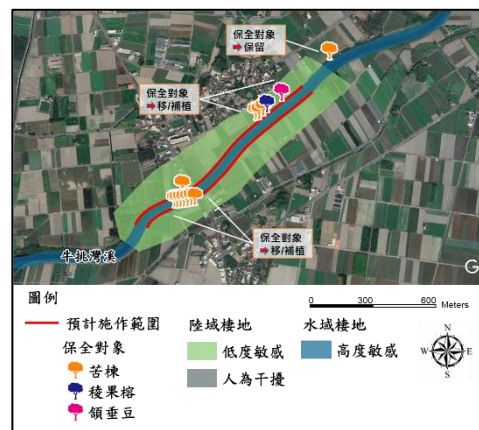 保全對象
➡保留
保全對象
➡移/補植
保全對象
➡移/補植
牛挑灣溪
G
圖例
預計施作範圍
保全對象
苦楝
稜果榕
頷垂豆
陸域棲地
低度敏感
人為干擾
水域棲地
高度敏感
0 300 600 Meters
N
W E
S